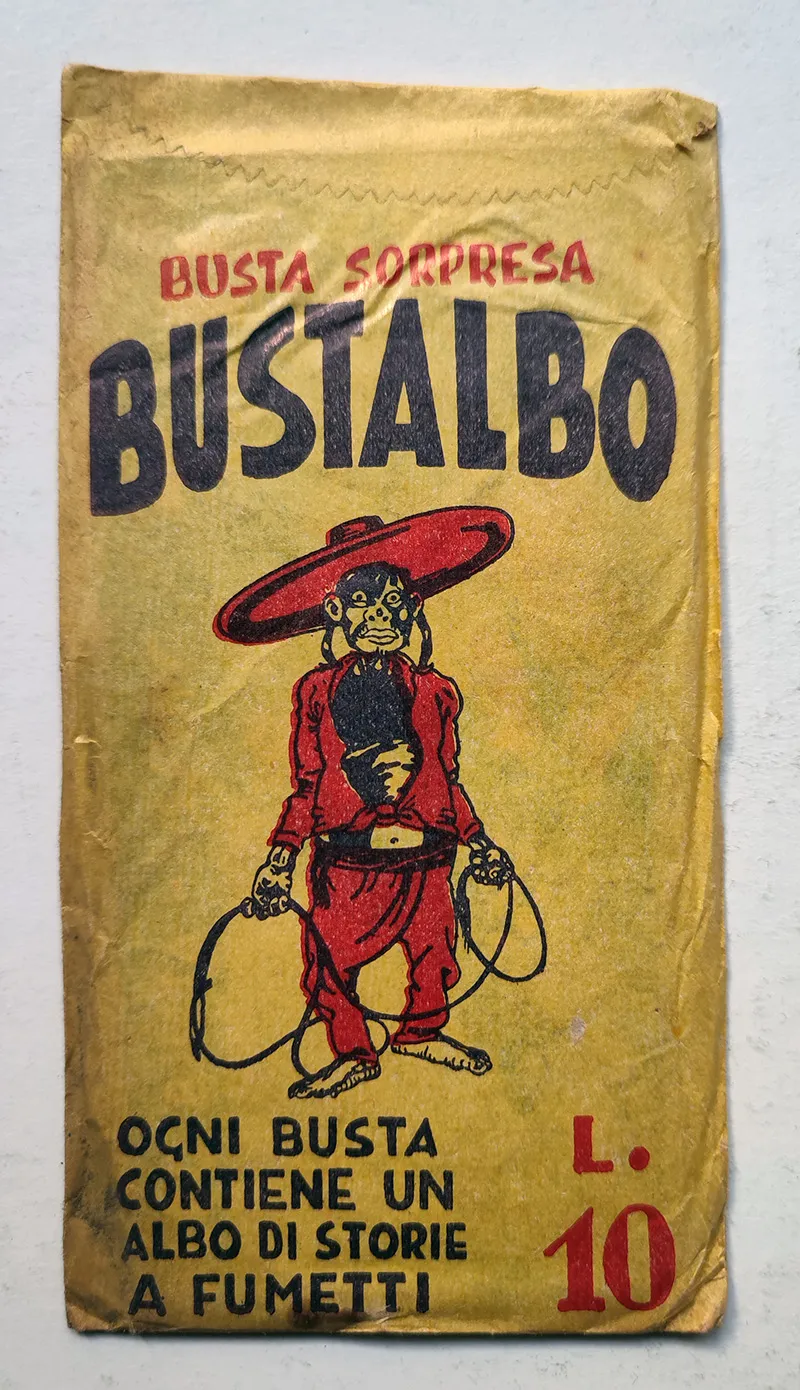 BUSTA SORPRESA
BUSTALBO
OGNI BUSTA
CONTIENE UN
ALBO DI STORIE
A FUMETTI
L.
10